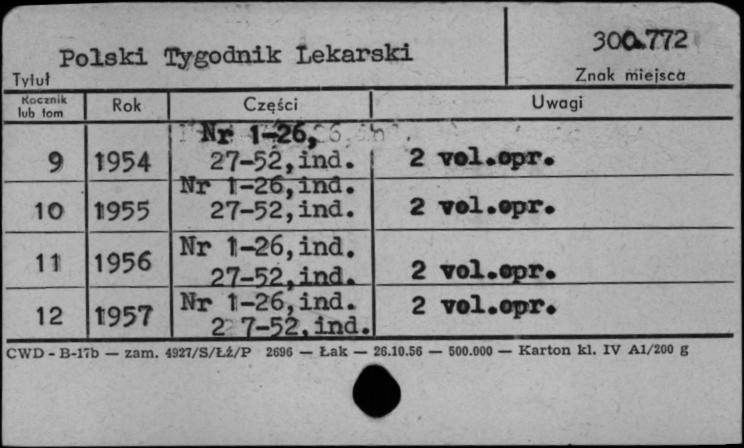 Polski Tygodnik Lekarski
300.772
Tytuł
Znak miejsca
Rocznik lub tom
Rok
Części
Uwagi
Nr 1-26,
9 1954 27-52, ind. 2 vol.opr.
Nr 1-26, ind.
10 1955 27-52, ind. 2 vol.opr.
Nr 1-26, ind.
11 1956 27-52, ind. 2 vol.opr.
12 1957 Nr 1-26, ind. 2 vol.opr.
2 7-52, ind.
CWD - B-17b — zam. 4927/S/Łż/P 2696 — Łak — 26.10.56 — 500.000 — Karton kl. IV A1/200 g